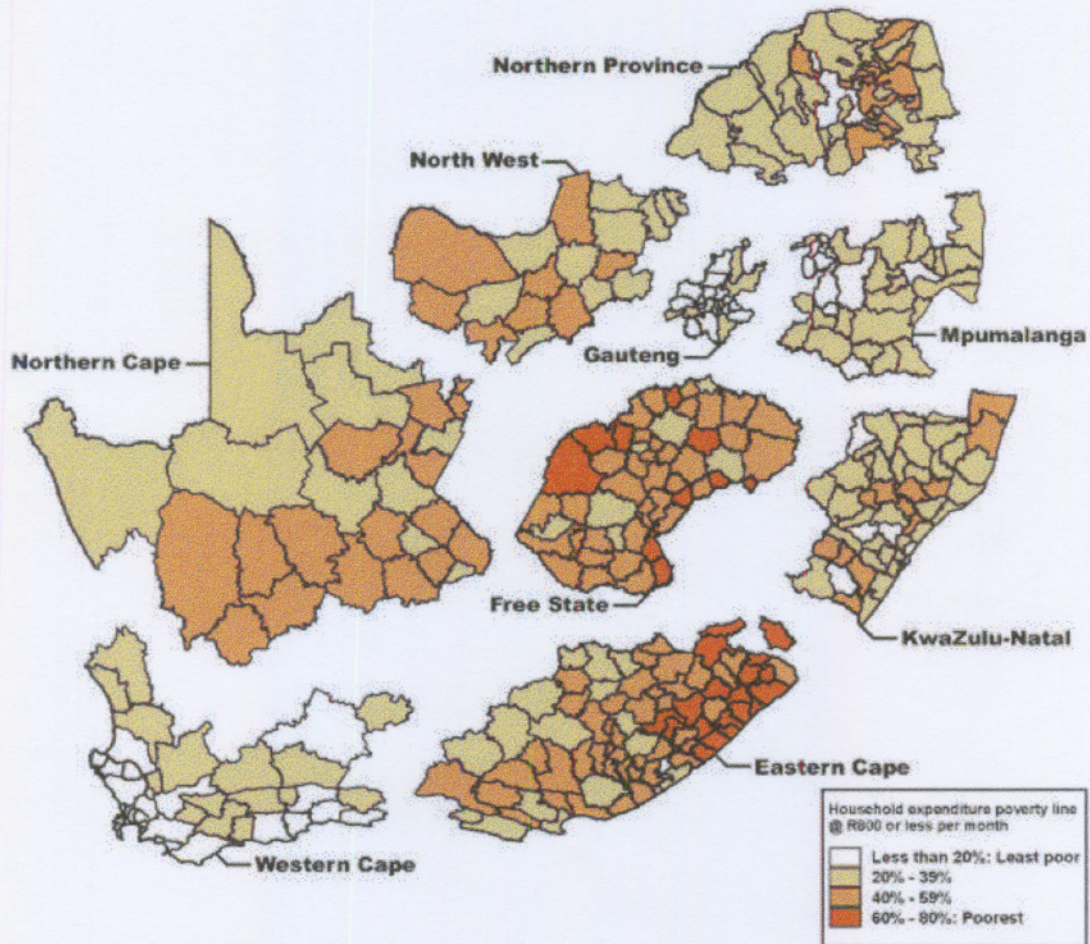 Northern Province
North West
Northern Cape
Gauteng
Mpumalanga
Free State
KwaZulu-Natal
Eastern Cape
Western Cape
Household expenditure poverty line
@ R800 or less per month
Less than 20%: Least poor
20% - 39%
40% - 59%
60% - 80%: Poorest